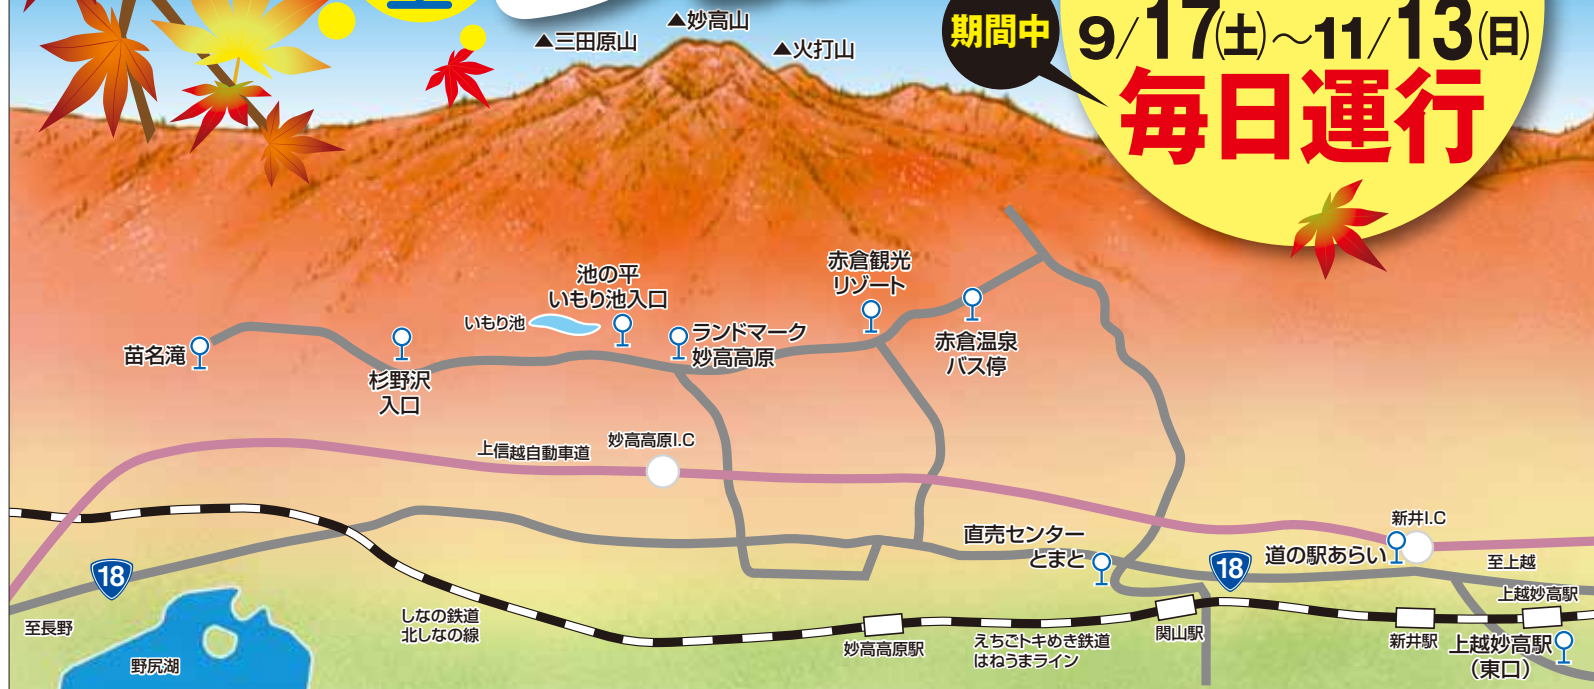 ▲妙高山
▲三田原山
▲火打山
期間中
9/17(土)～11/13(日)
毎日運行
池の平
いもり池入口
いもり池
ランドマーク
妙高高原
赤倉観光
リゾート
赤倉温泉
バス停
苗名滝
杉野沢
入口
上信越自動車道
妙高高原I.C
新井I.C
直売センター
とまと
道の駅あらい
至上越
18
18
至長野
野尻湖
しなの鉄道
北しなの線
妙高高原駅
えちごトキめき鉄道
はねうまライン
関山駅
新井駅
上越妙高駅
上越妙高駅
（東口）